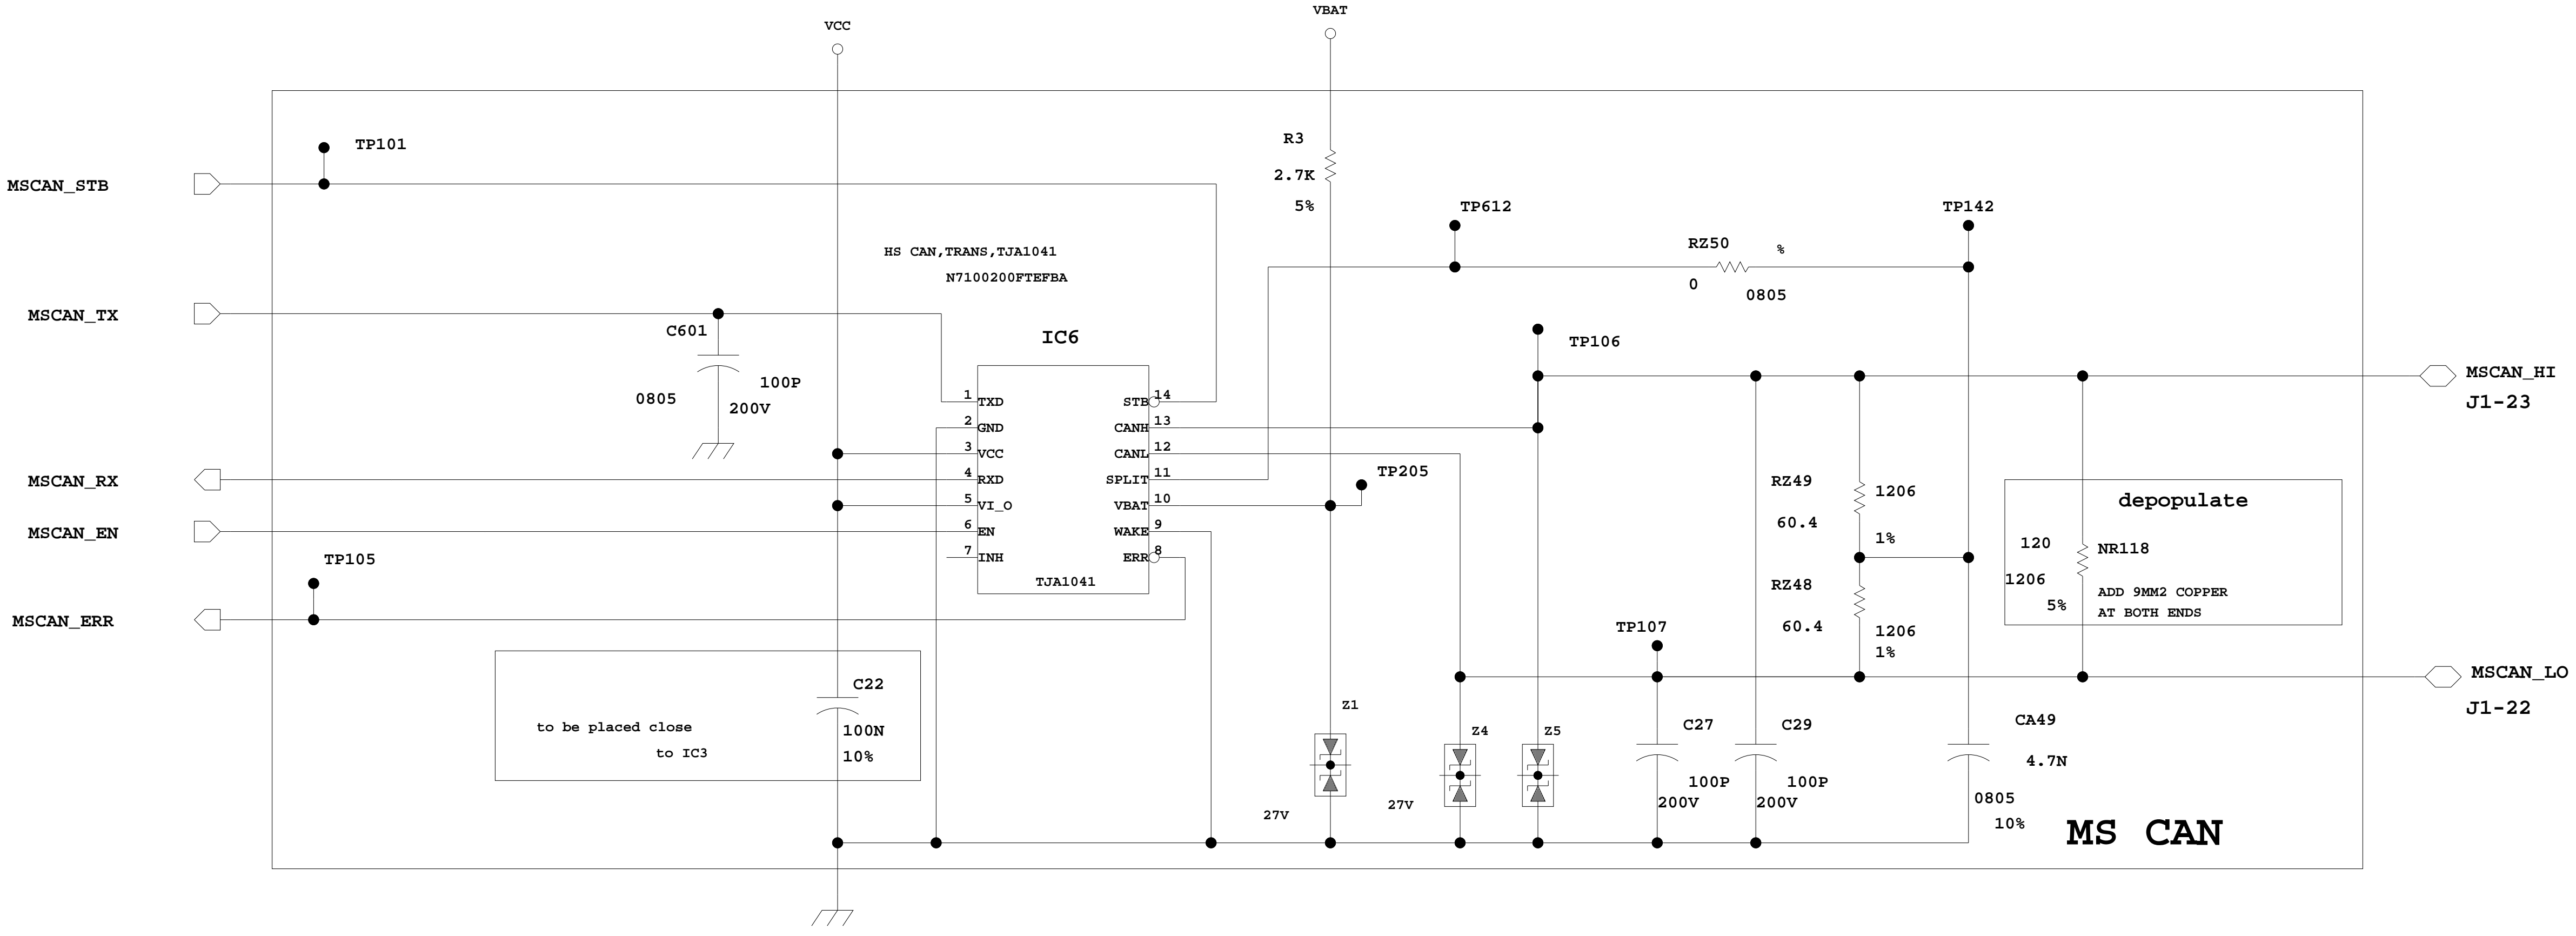 VBAT
VCC
R3
2.7K
5%
TP101
MSCAN_STB
TP612
TP142
HS CAN,TRANS,TJA1041
N7100200FTEFBA
RZ50
%
0
0805
MSCAN_TX
C601
100P
0805
200V
IC6
TP106
MSCAN_HI
J1-23
1 TXD
2 GND
3 VCC
4 RXD
5 VI_O
6 EN
7 INH
STB 14
CANH 13
CANL 12
SPLIT 11
VBAT 10
WAKE 9
ERR 8
TJA1041
TP205
MSCAN_RX
MSCAN_EN
TP105
MSCAN_ERR
RZ49
1206
60.4
1%
RZ48
60.4
1206
1%
depopulate
120
NR118
1206
5%
ADD 9MM2 COPPER
AT BOTH ENDS
TP107
MSCAN_LO
J1-22
C22
100N
10%
to be placed close
to IC3
Z1
27V
Z4
27V
Z5
C27
100P
200V
C29
100P
200V
CA49
4.7N
0805
10%
MS CAN